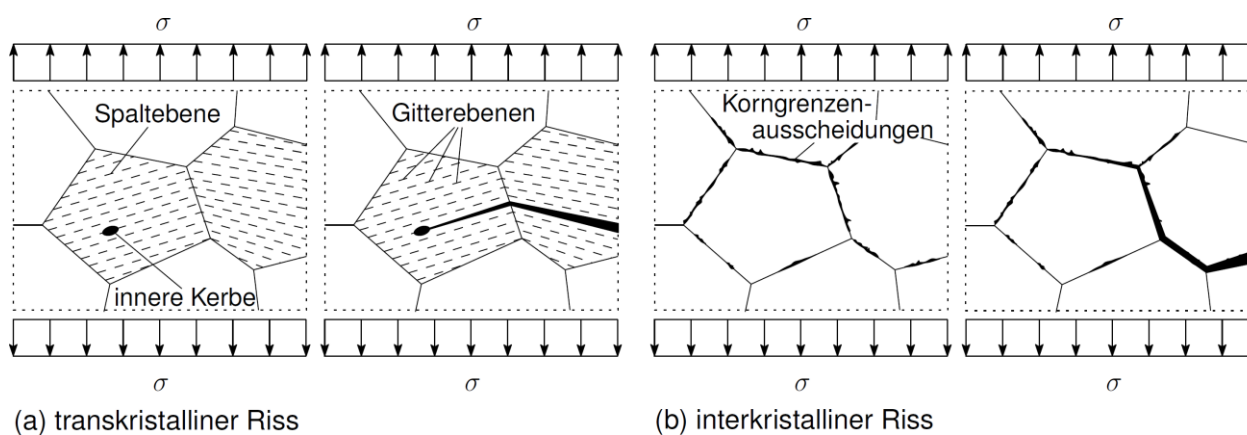 σ
σ
σ
σ
Spaltebene
Gitterebenen
Korngrenzen-
ausscheidungen
innere Kerbe
σ
σ
σ
σ
(a) transkristalliner Riss
(b) interkristalliner Riss